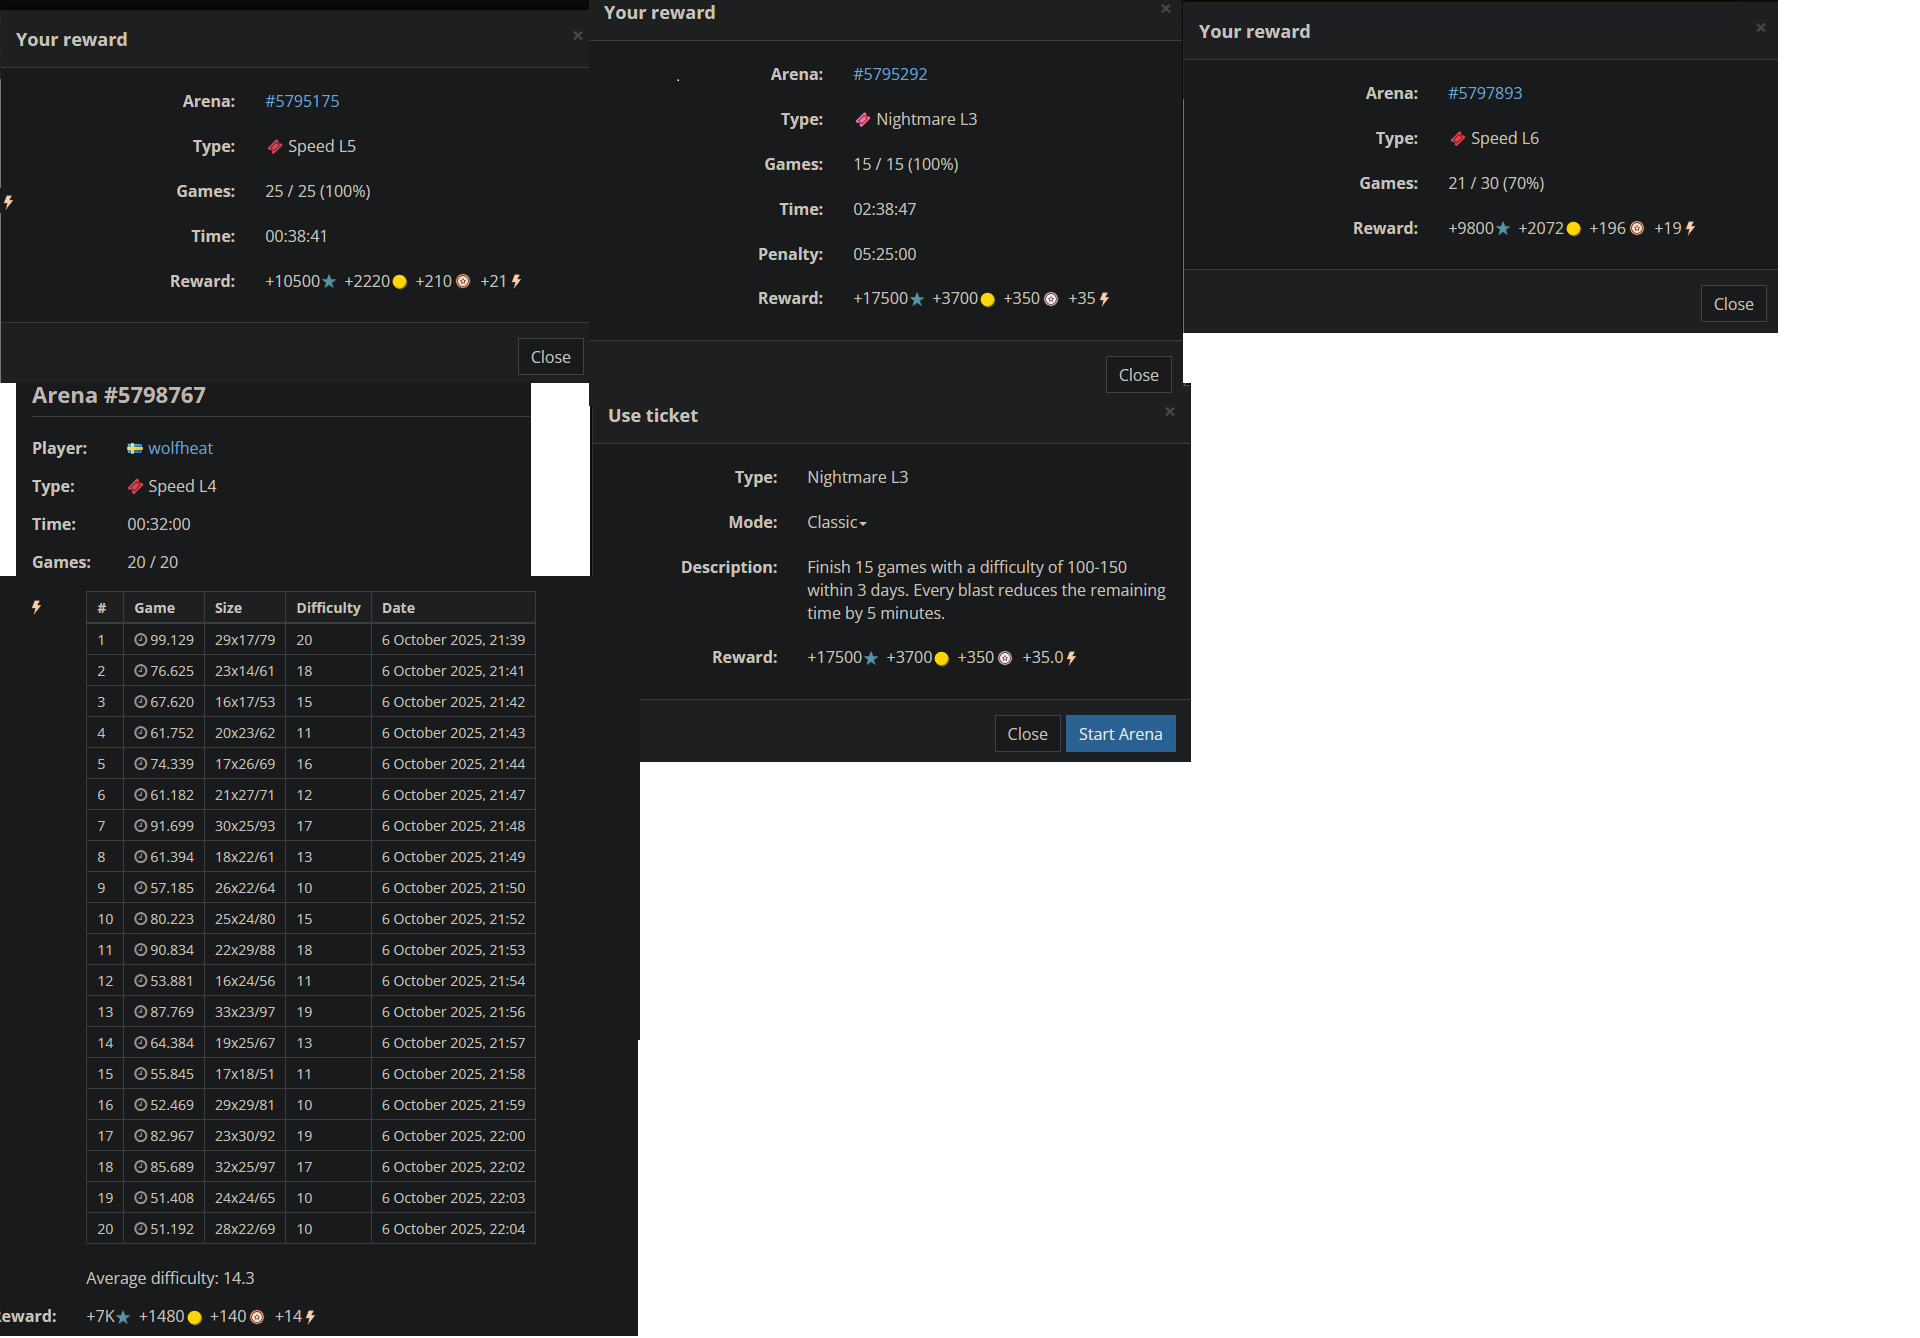 Your reward ×
Arena: #5795175
Type: Speed L5
Games: 25 / 25 (100%)
Time: 00:38:41
Reward: +10500 +2220 +210 +21
Close
Your reward ×
Arena: #5795292
Type: Nightmare L3
Games: 15 / 15 (100%)
Time: 02:38:47
Penalty: 05:25:00
Reward: +17500 +3700 +350 +35
Close
Your reward ×
Arena: #5797893
Type: Speed L6
Games: 21 / 30 (70%)
Reward: +9800 +2072 +196 +19
Close
Arena #5798767
Player: wolfheat
Type: Speed L4
Time: 00:32:00
Games: 20 / 20
# Game Size Difficulty Date
1 99.129 29x17/79 20 6 October 2025, 21:39
2 76.625 23x14/61 18 6 October 2025, 21:41
3 67.620 16x17/53 15 6 October 2025, 21:42
4 61.752 20x23/62 11 6 October 2025, 21:43
5 74.339 17x26/69 16 6 October 2025, 21:44
6 61.182 21x27/71 12 6 October 2025, 21:47
7 91.699 30x25/93 17 6 October 2025, 21:48
8 61.394 18x22/61 13 6 October 2025, 21:49
9 57.185 26x22/64 10 6 October 2025, 21:50
10 80.223 25x24/80 15 6 October 2025, 21:52
11 90.834 22x29/88 18 6 October 2025, 21:53
12 53.881 16x24/56 11 6 October 2025, 21:54
13 87.769 33x23/97 19 6 October 2025, 21:56
14 64.384 19x25/67 13 6 October 2025, 21:57
15 55.845 17x18/51 11 6 October 2025, 21:58
16 52.469 29x29/81 10 6 October 2025, 21:59
17 82.967 23x30/92 19 6 October 2025, 22:00
18 85.689 32x25/97 17 6 October 2025, 22:02
19 51.408 24x24/65 10 6 October 2025, 22:03
20 51.192 28x22/69 10 6 October 2025, 22:04
Average difficulty: 14.3
eward: +7K +1480 +140 +14
Use ticket ×
Type: Nightmare L3
Mode: Classic
Description: Finish 15 games with a difficulty of 100-150
within 3 days. Every blast reduces the remaining
time by 5 minutes.
Reward: +17500 +3700 +350 +35.0
Close Start Arena